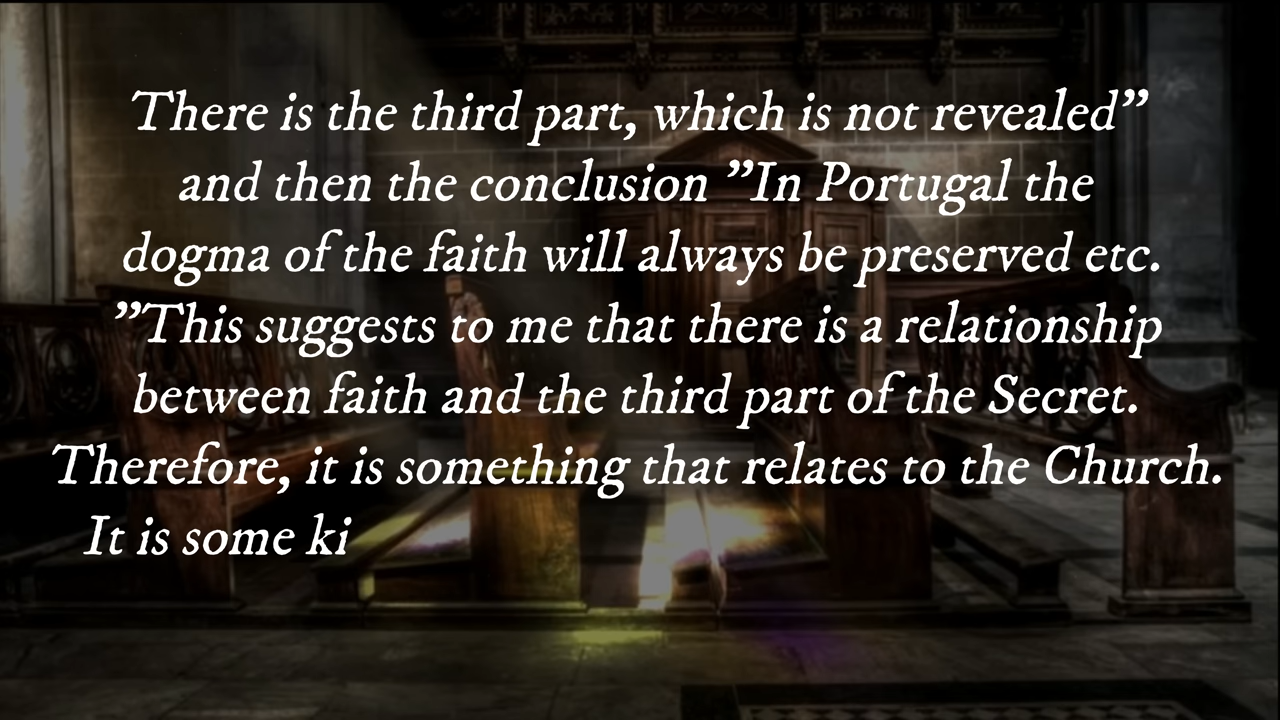 There is the third part, which is not revealed”
and then the conclusion ”In Portugal the
dogma of the faith will always be preserved etc.
”This suggests to me that there is a relationship
between faith and the third part of the Secret.
Therefore, it is something that relates to the Church.
It is some ki